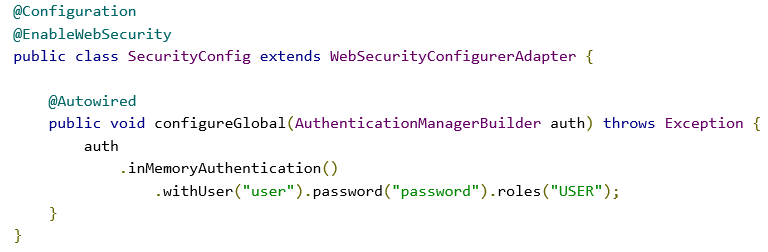 @Configuration
@EnableWebSecurity
public class SecurityConfig extends WebSecurityConfigurerAdapter {
@Autowired
public void configureGlobal(AuthenticationManagerBuilder auth) throws Exception {
auth
.inMemoryAuthentication()
.withUser("user").password("password").roles("USER");
}
}